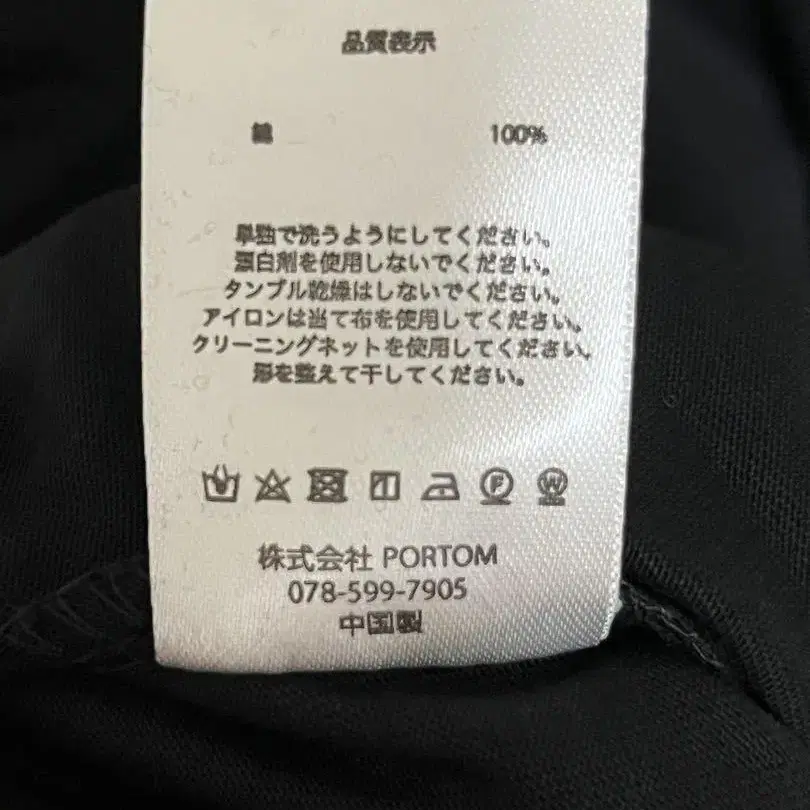 品質表示
綿 100%
単独で洗うようにしてください。
漂白剤を使用しないでください。
タンブル乾燥はしないでください。
アイロンは当て布を使用してください。
クリーニングネットを使用してください。
形を整えて干してください。
F W
株式会社 PORTOM
078-599-7905
中国製